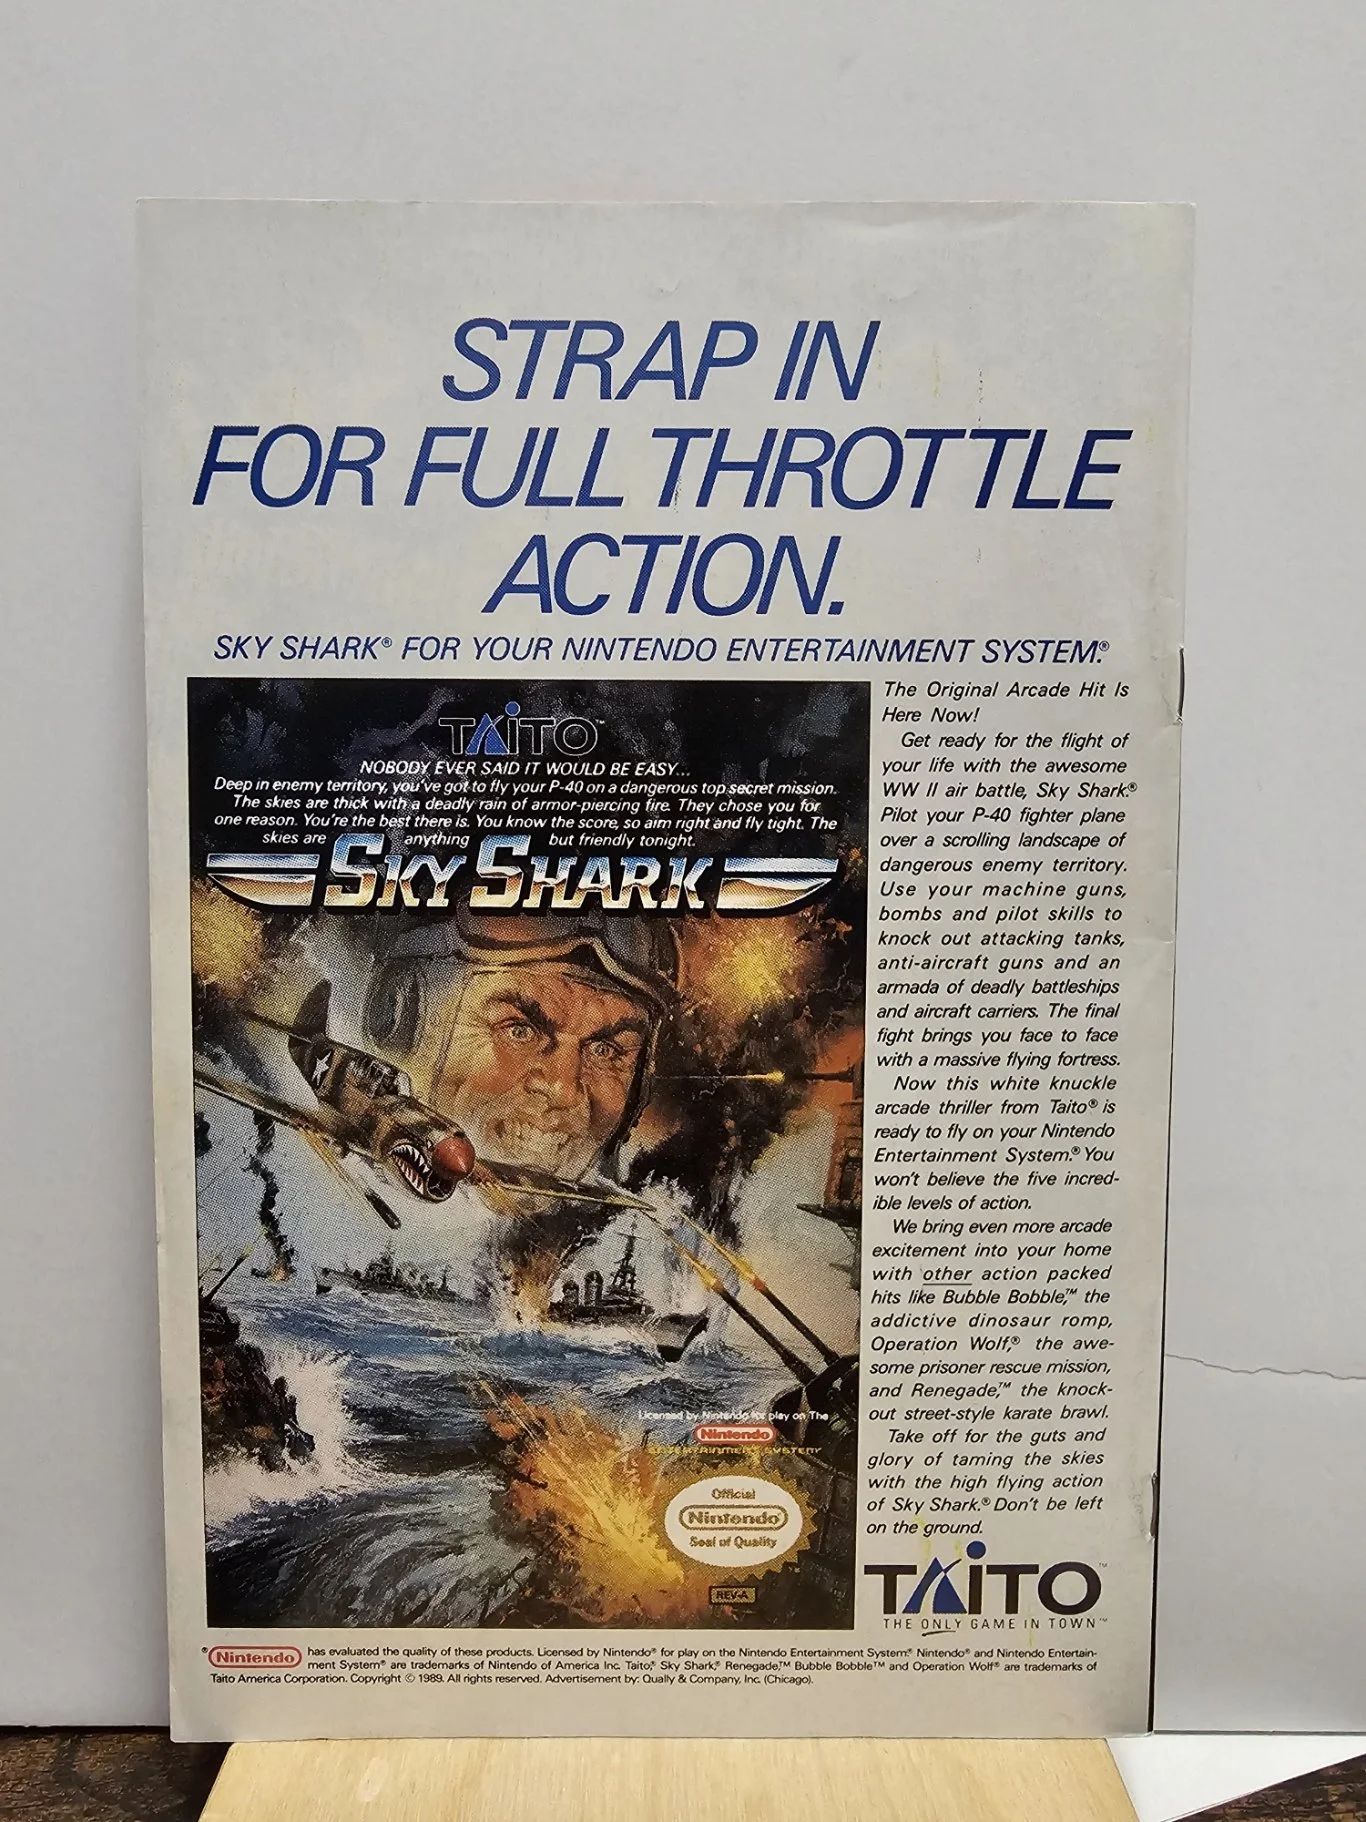 STRAP IN
FOR FULL THROTTLE
ACTION.
SKY SHARK® FOR YOUR NINTENDO ENTERTAINMENT SYSTEM.®
TAITO™
NOBODY EVER SAID IT WOULD BE EASY...
Deep in enemy territory, you've got to fly your P-40 on a dangerous top secret mission.
The skies are thick with a deadly rain of armor-piercing fire. They chose you for
one reason. You're the best there is. You know the score, so aim right and fly tight. The
skies are anything but friendly tonight.
SKY SHARK
Licensed by Nintendo for play on The
Nintendo
ENTERTAINMENT SYSTEM
Official
Nintendo
Seal of Quality
REV-A
The Original Arcade Hit Is
Here Now!
Get ready for the flight of
your life with the awesome
WW II air battle, Sky Shark.®
Pilot your P-40 fighter plane
over a scrolling landscape of
dangerous enemy territory.
Use your machine guns,
bombs and pilot skills to
knock out attacking tanks,
anti-aircraft guns and an
armada of deadly battleships
and aircraft carriers. The final
fight brings you face to face
with a massive flying fortress.
Now this white knuckle
arcade thriller from Taito® is
ready to fly on your Nintendo
Entertainment System.® You
won't believe the five incred-
ible levels of action.
We bring even more arcade
excitement into your home
with other action packed
hits like Bubble Bobble,™ the
addictive dinosaur romp,
Operation Wolf,® the awe-
some prisoner rescue mission,
and Renegade,™ the knock-
out street-style karate brawl.
Take off for the guts and
glory of taming the skies
with the high flying action
of Sky Shark.® Don't be left
on the ground.
TAITO™
THE ONLY GAME IN TOWN™
® Nintendo has evaluated the quality of these products. Licensed by Nintendo® for play on the Nintendo Entertainment System.® Nintendo® and Nintendo Entertain-
ment System® are trademarks of Nintendo of America Inc. Taito,® Sky Shark,® Renegade,™ Bubble Bobble™ and Operation Wolf® are trademarks of
Taito America Corporation. Copyright © 1989. All rights reserved. Advertisement by: Qually & Company, Inc. (Chicago).